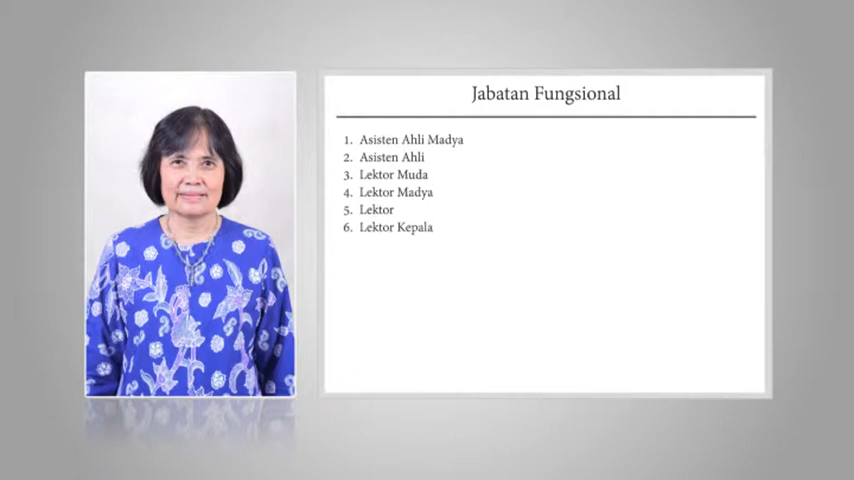 Jabatan Fungsional
1. Asisten Ahli Madya
2. Asisten Ahli
3. Lektor Muda
4. Lektor Madya
5. Lektor
6. Lektor Kepala